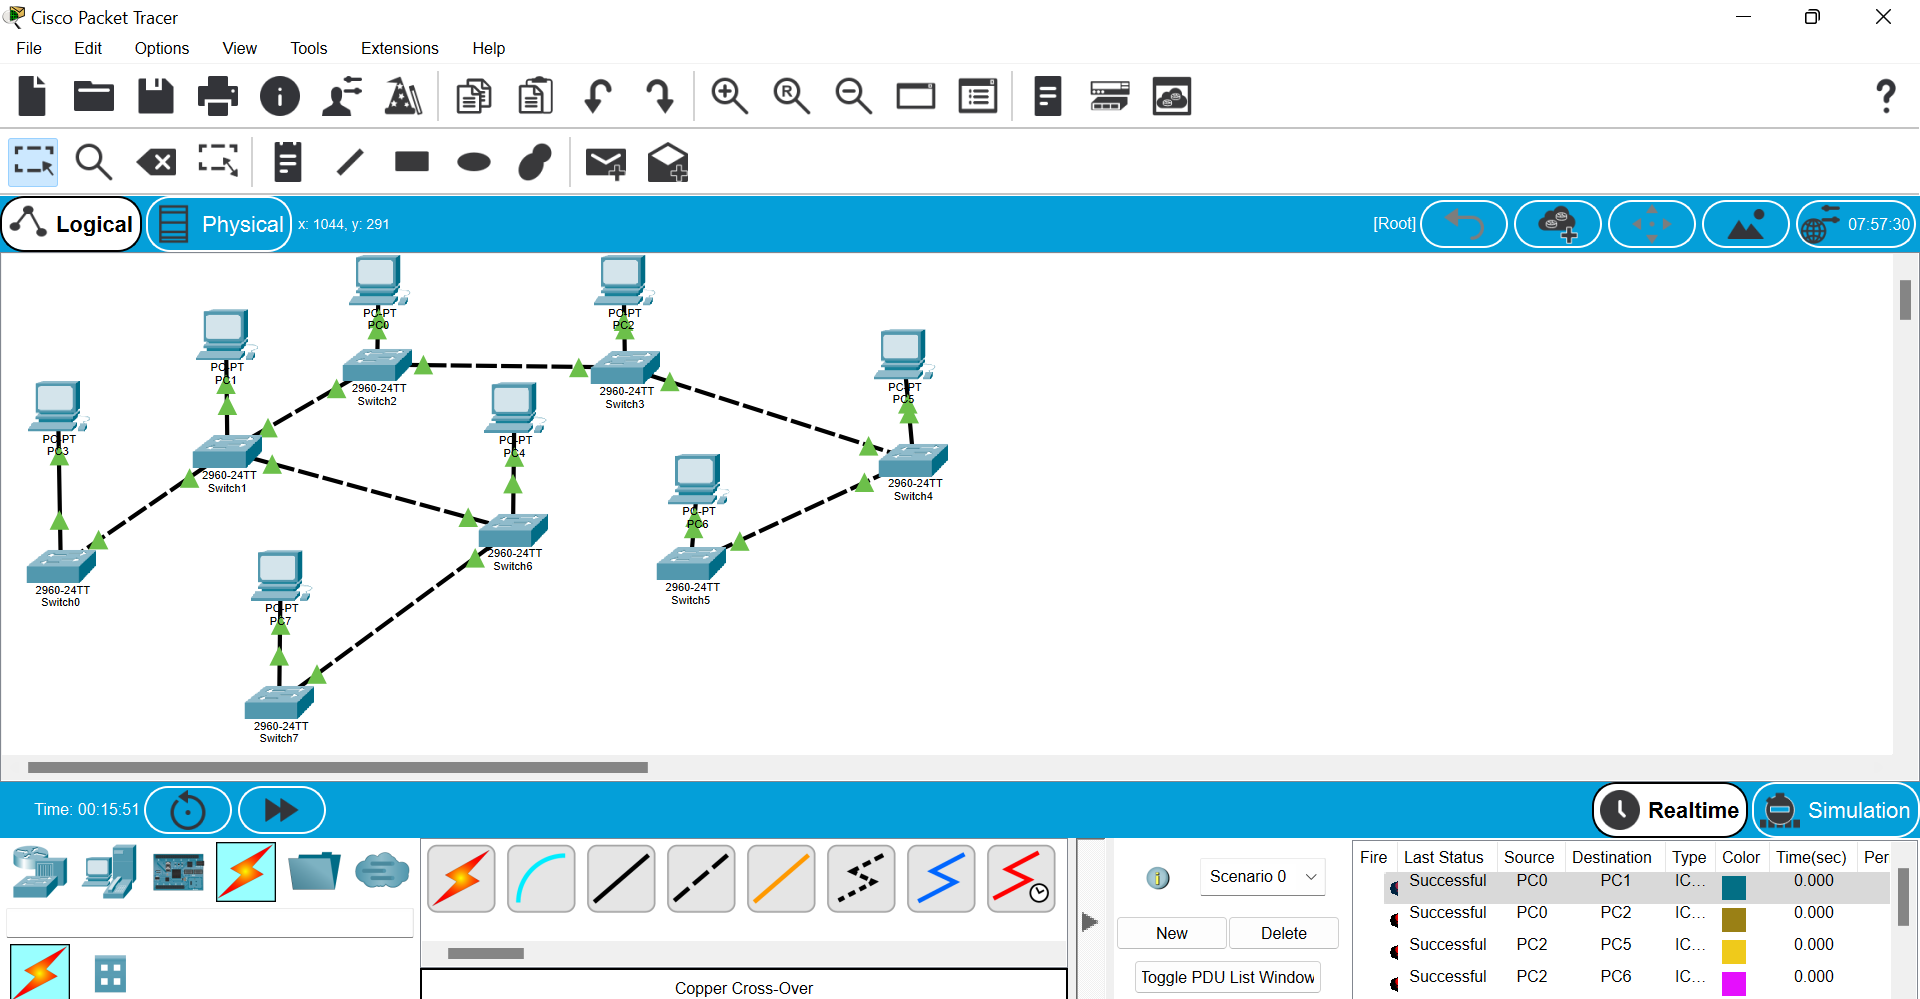 Cisco Packet Tracer
File Edit Options View Tools Extensions Help
Logical Physical x: 1044, y: 291 [Root] 07:57:30
PC-PT
PC0
PC-PT
PC2
PC-PT
PC1
PC-PT
PC5
2960-24TT
Switch2
2960-24TT
Switch3
PC-PT
PC3
PC-PT
PC4
2960-24TT
Switch1
2960-24TT
Switch4
PC-PT
PC6
2960-24TT
Switch6
2960-24TT
Switch0
2960-24TT
Switch5
PC-PT
PC7
2960-24TT
Switch7
Time: 00:15:51 Realtime Simulation
Scenario 0
New Delete
Toggle PDU List Window
Copper Cross-Over
Fire Last Status Source Destination Type Color Time(sec) Per
Successful PC0 PC1 IC... 0.000
Successful PC0 PC2 IC... 0.000
Successful PC2 PC5 IC... 0.000
Successful PC2 PC6 IC... 0.000